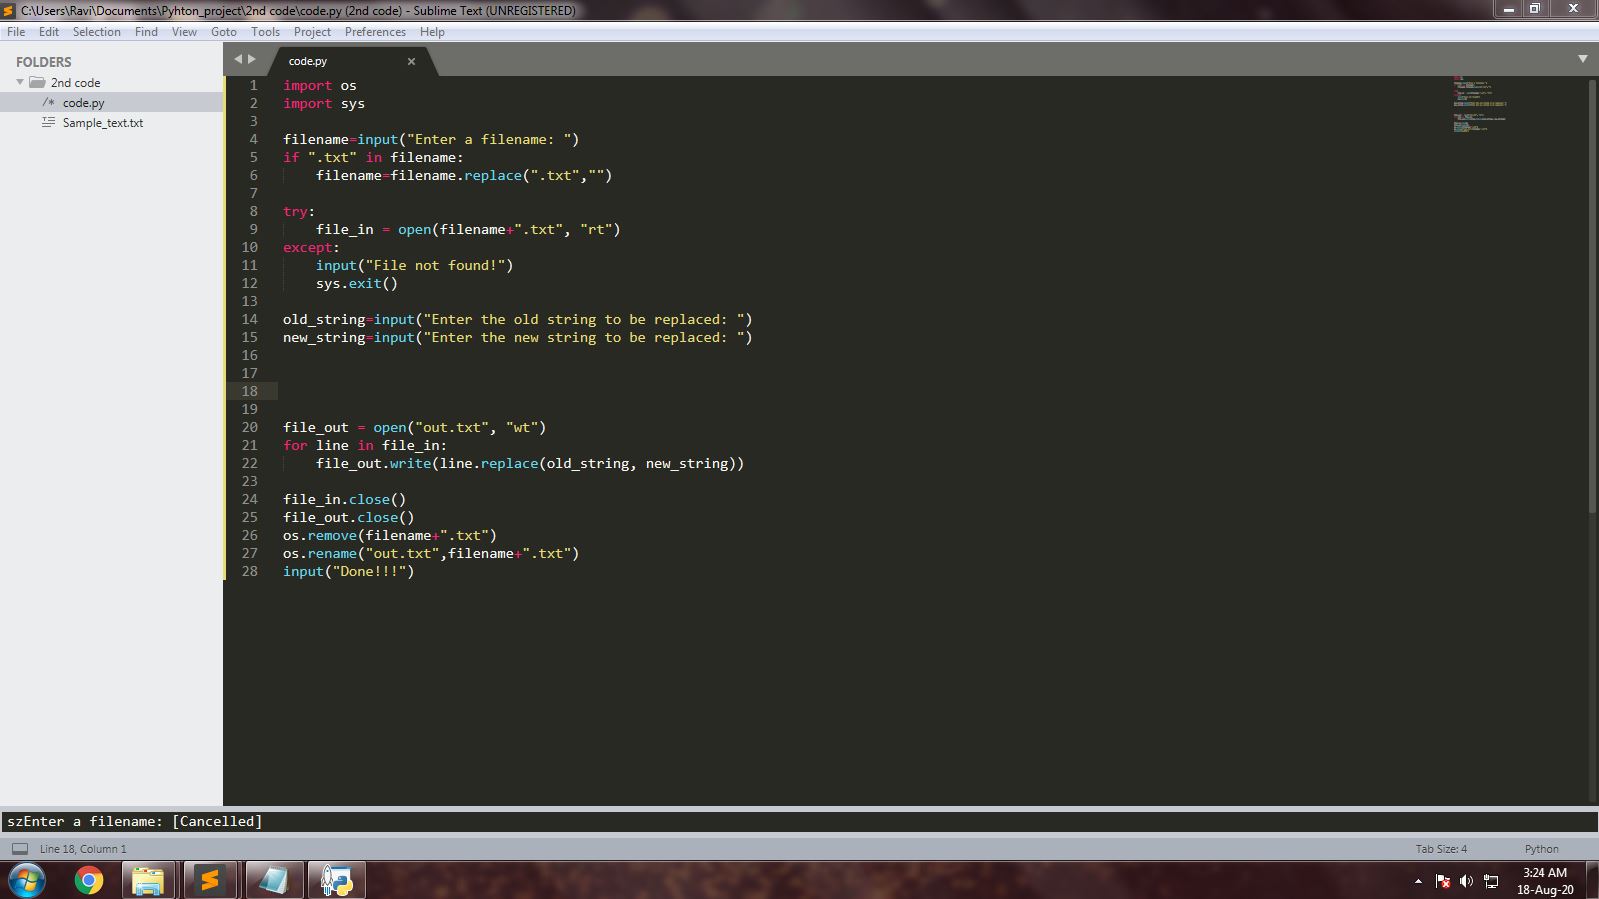 C:\Users\Ravi\Documents\Pyhton_project\2nd code\code.py (2nd code) - Sublime Text (UNREGISTERED)
File Edit Selection Find View Goto Tools Project Preferences Help
FOLDERS
2nd code
/* code.py
Sample_text.txt
code.py
1 import os
2 import sys
3
4 filename=input("Enter a filename: ")
5 if ".txt" in filename:
6     filename=filename.replace(".txt","")
7
8 try:
9     file_in = open(filename+".txt", "rt")
10 except:
11     input("File not found!")
12     sys.exit()
13
14 old_string=input("Enter the old string to be replaced: ")
15 new_string=input("Enter the new string to be replaced: ")
16
17
18
19
20 file_out = open("out.txt", "wt")
21 for line in file_in:
22     file_out.write(line.replace(old_string, new_string))
23
24 file_in.close()
25 file_out.close()
26 os.remove(filename+".txt")
27 os.rename("out.txt",filename+".txt")
28 input("Done!!!")
szEnter a filename: [Cancelled]
Line 18, Column 1 Tab Size: 4 Python
3:24 AM
18-Aug-20